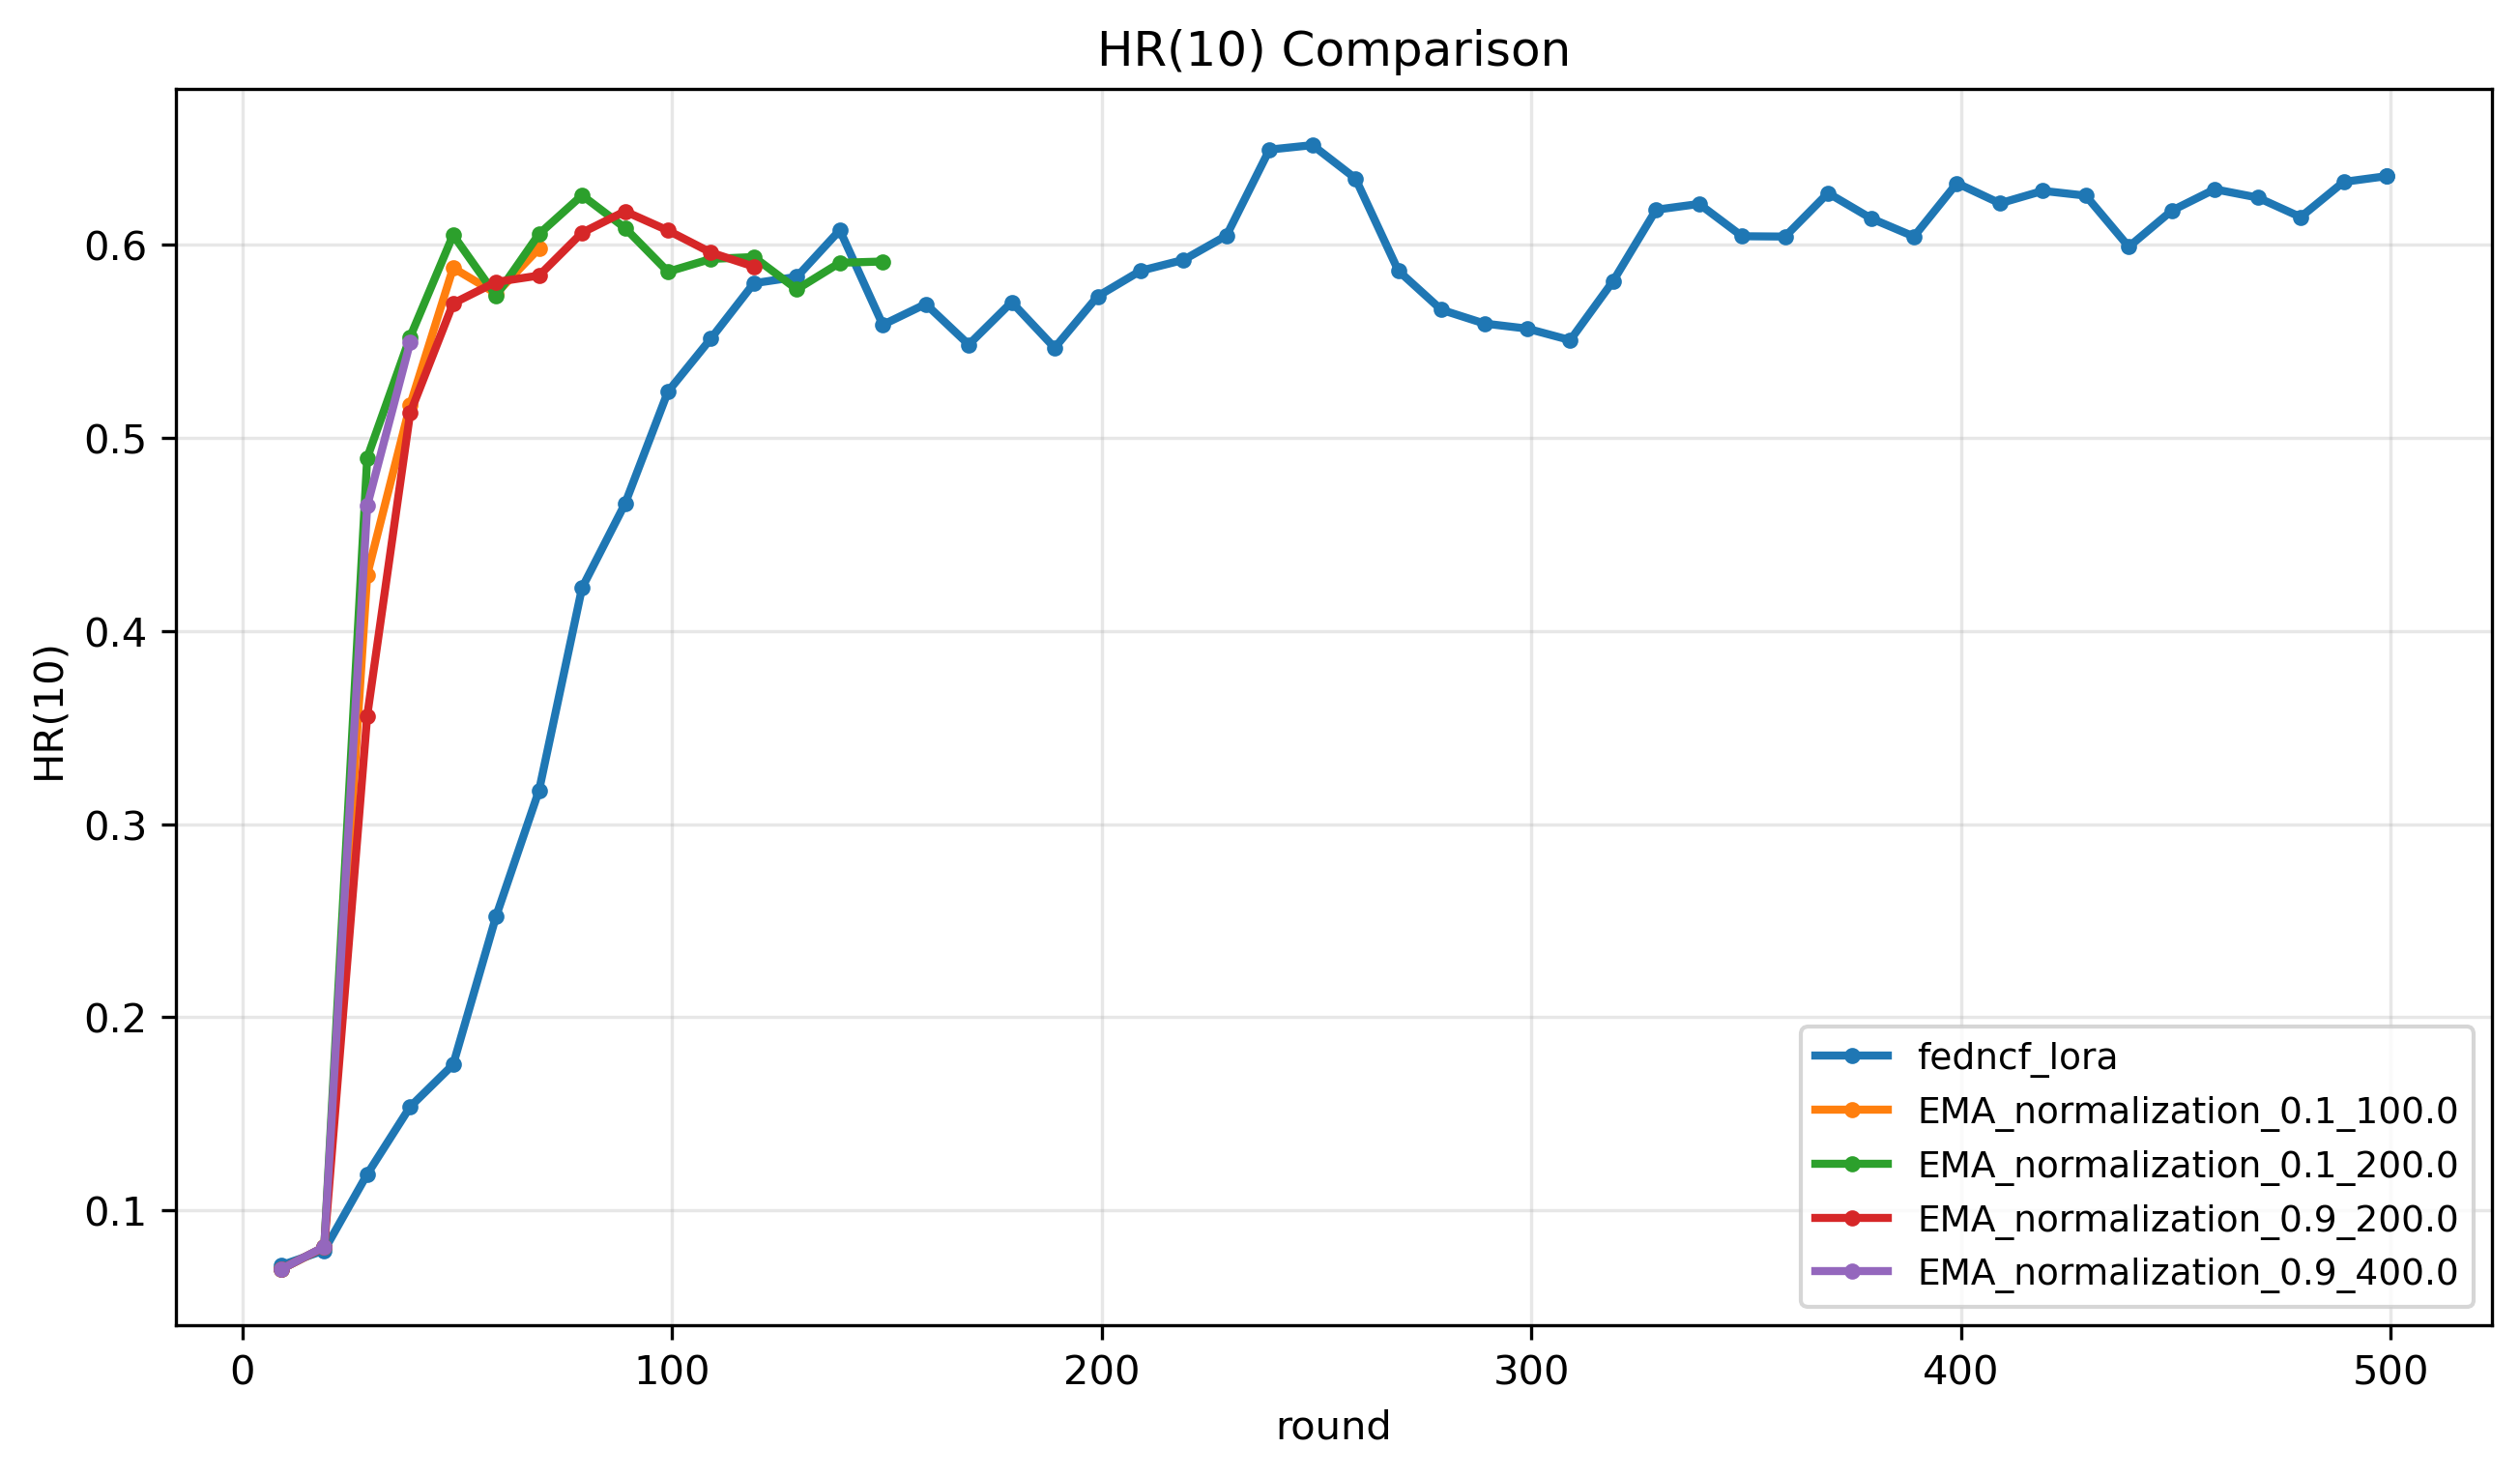 HR(10) Comparison
HR(10)
0.6
0.5
0.4
0.3
0.2
0.1
0 100 200 300 400 500
round
fedncf_lora
EMA_normalization_0.1_100.0
EMA_normalization_0.1_200.0
EMA_normalization_0.9_200.0
EMA_normalization_0.9_400.0